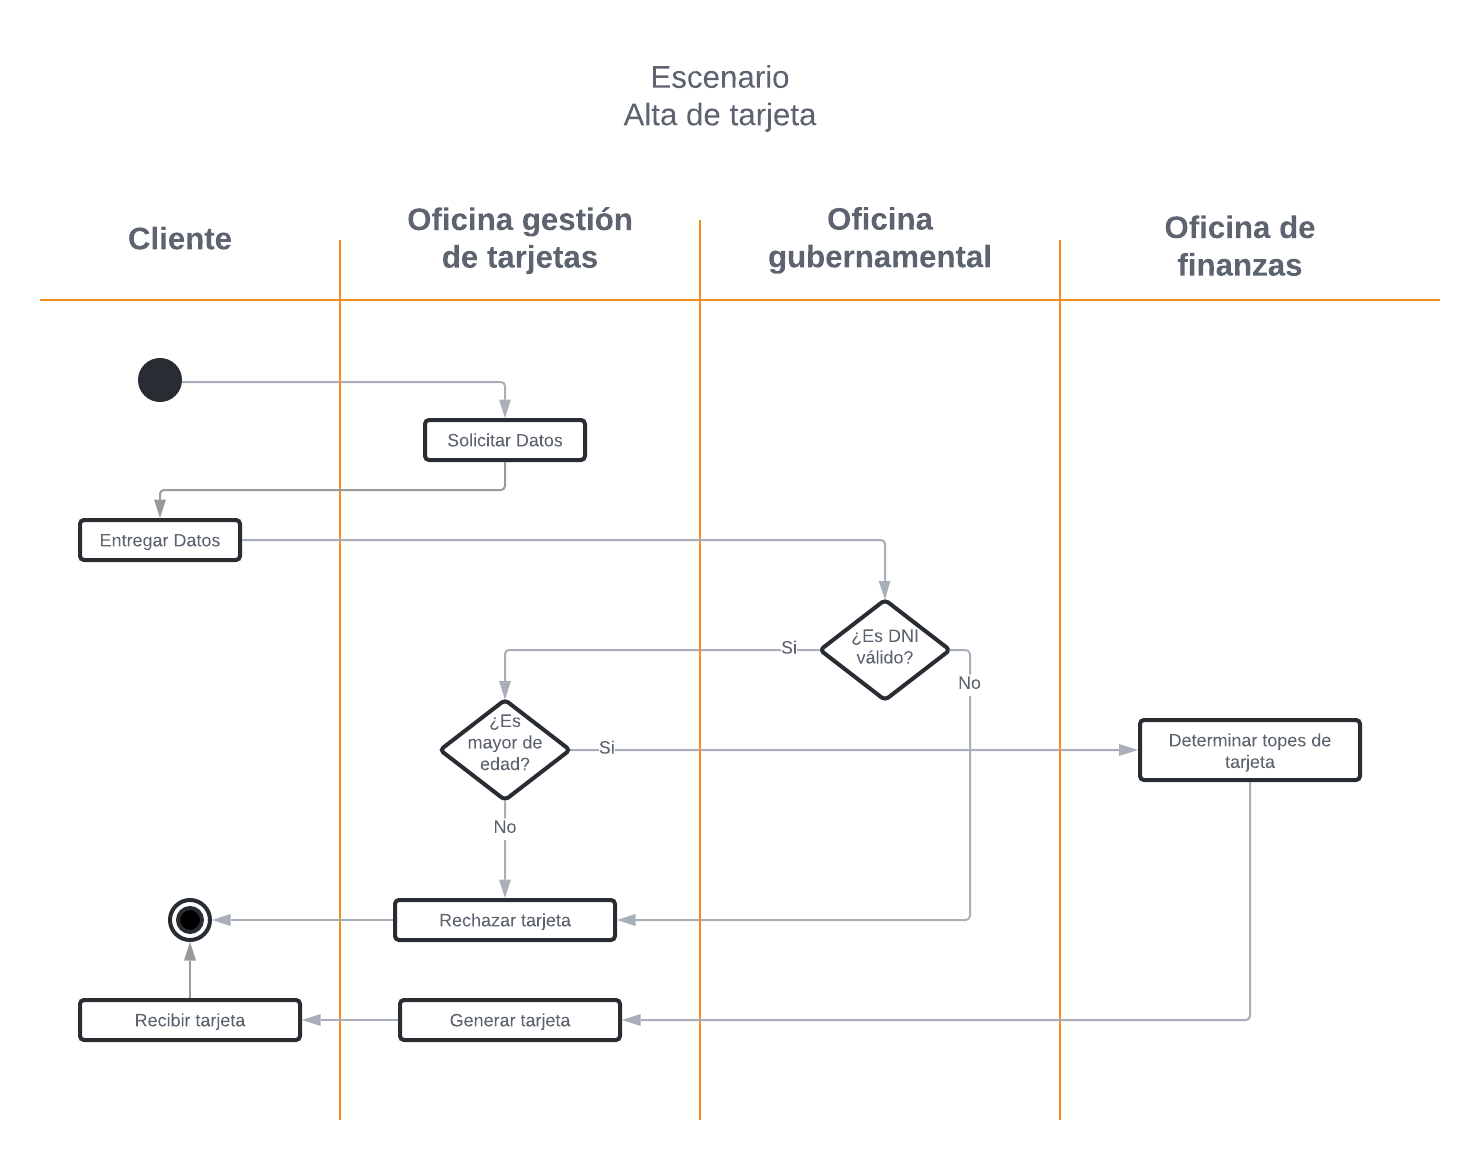 Escenario
Alta de tarjeta
Cliente
Oficina gestión
de tarjetas
Oficina
gubernamental
Oficina de
finanzas
Solicitar Datos
Entregar Datos
¿Es DNI
válido?
Si
No
¿Es
mayor de
edad?
Si
No
Determinar topes de
tarjeta
Rechazar tarjeta
Recibir tarjeta
Generar tarjeta